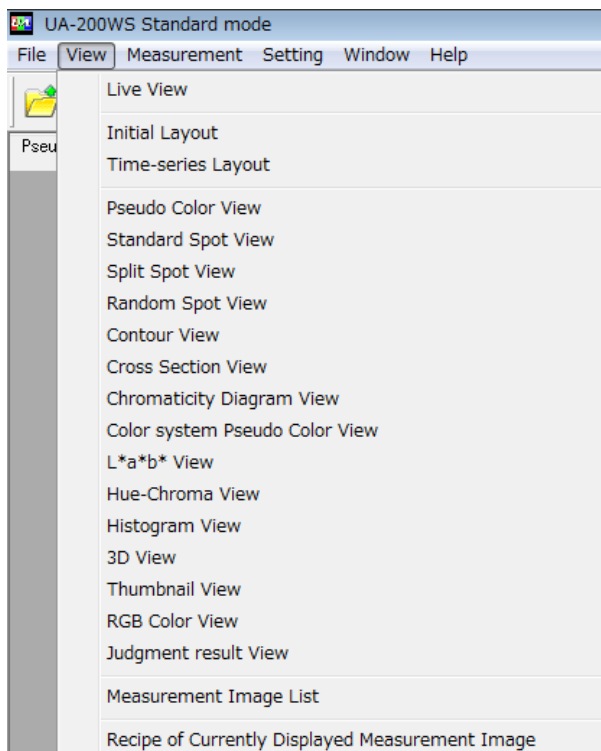 UA-200WS Standard mode
File View Measurement Setting Window Help
Live View
Initial Layout
Time-series Layout
Pseu
Pseudo Color View
Standard Spot View
Split Spot View
Random Spot View
Contour View
Cross Section View
Chromaticity Diagram View
Color system Pseudo Color View
L*a*b* View
Hue-Chroma View
Histogram View
3D View
Thumbnail View
RGB Color View
Judgment result View
Measurement Image List
Recipe of Currently Displayed Measurement Image